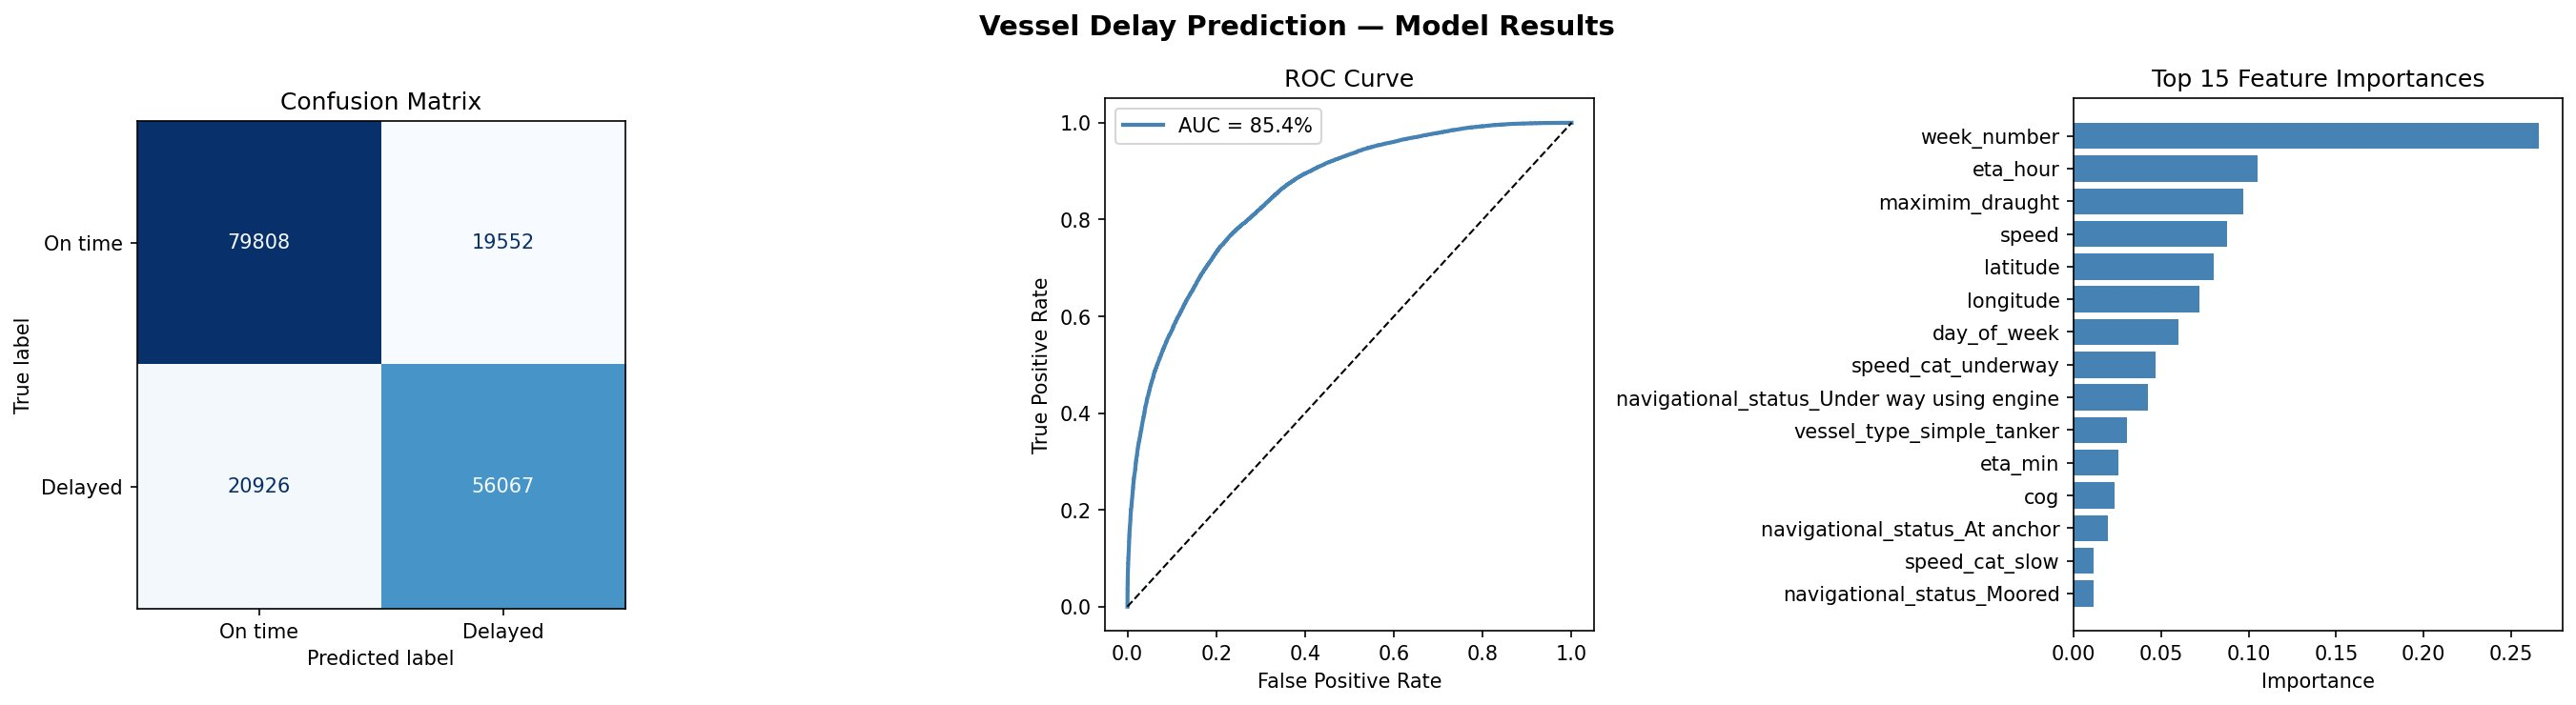 Vessel Delay Prediction — Model Results
Confusion Matrix
True label
On time
79808
19552
Delayed
20926
56067
On time
Delayed
Predicted label
ROC Curve
AUC = 85.4%
True Positive Rate
1.0
0.8
0.6
0.4
0.2
0.0
0.0 0.2 0.4 0.6 0.8 1.0
False Positive Rate
Top 15 Feature Importances
week_number
eta_hour
maximim_draught
speed
latitude
longitude
day_of_week
speed_cat_underway
navigational_status_Under way using engine
vessel_type_simple_tanker
eta_min
cog
navigational_status_At anchor
speed_cat_slow
navigational_status_Moored
0.00 0.05 0.10 0.15 0.20 0.25
Importance